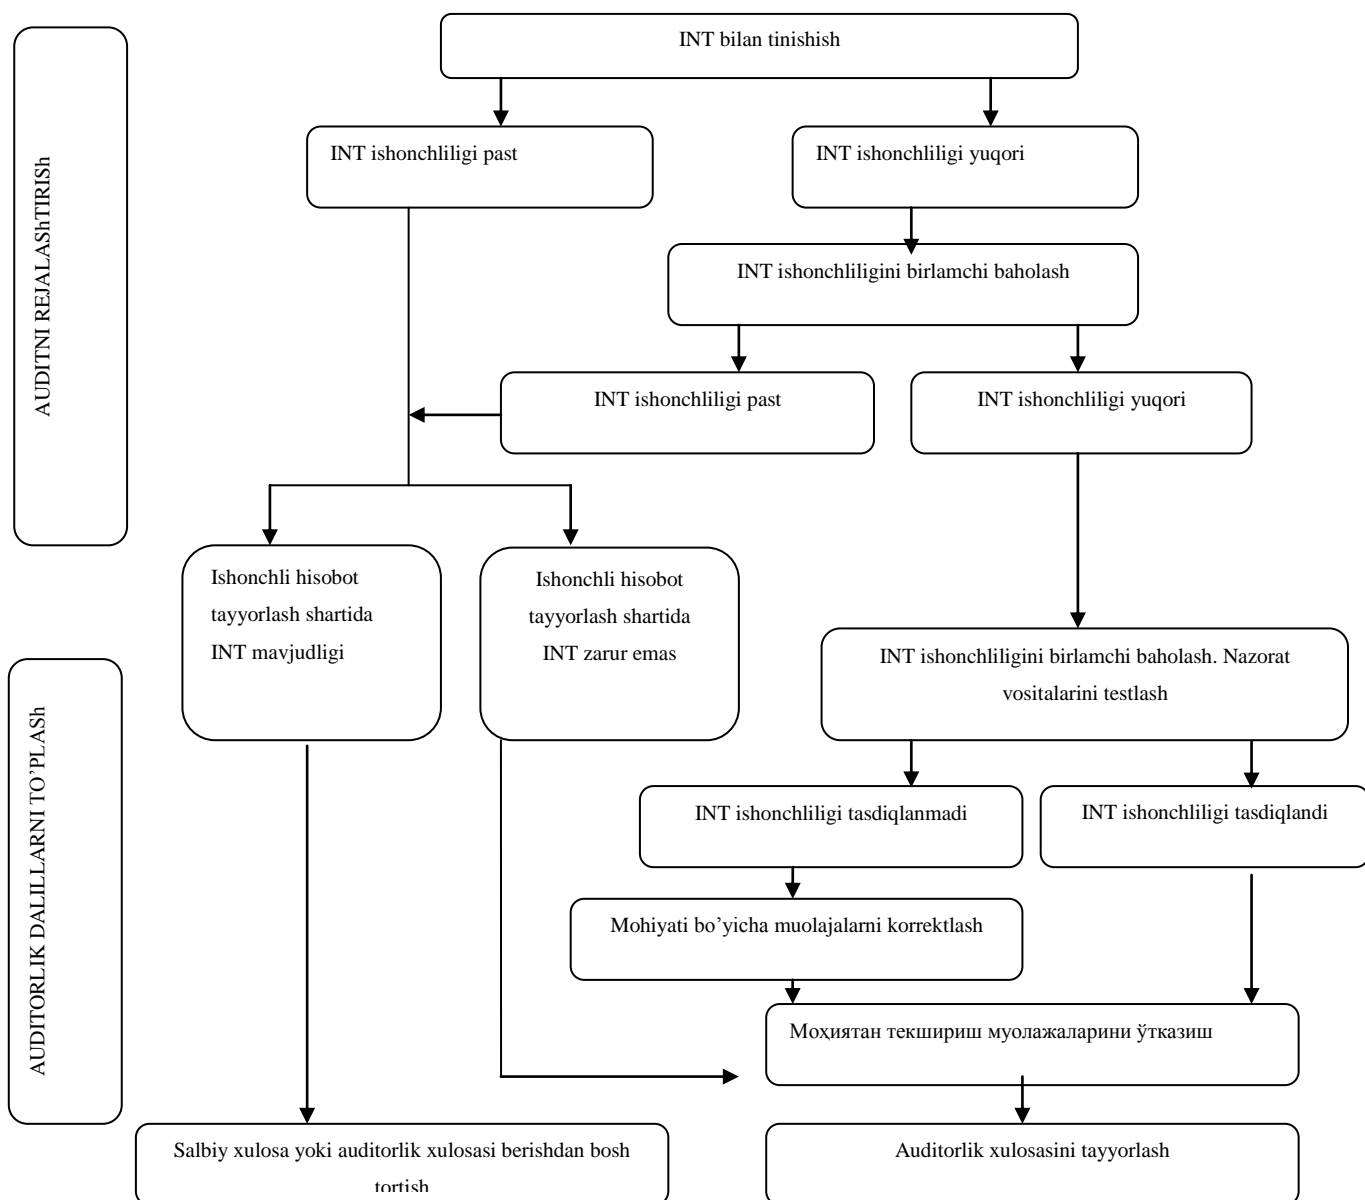 INT bilan tinishish
AUDITNI REJALAShTIRISh
INT ishonchliligi past
INT ishonchliligi yuqori
INT ishonchliligini birlamchi baholash
INT ishonchliligi past
INT ishonchliligi yuqori
Ishonchli hisobot
tayyorlash shartida
INT mavjudligi
Ishonchli hisobot
tayyorlash shartida
INT zarur emas
INT ishonchliligini birlamchi baholash. Nazorat
vositalarini testlash
AUDITORLIK DALILLARNI TO’PLASh
INT ishonchliligi tasdiqlanmadi
INT ishonchliligi tasdiqlandi
Mohiyati bo’yicha muolajalarni korrektlash
Моҳиятан текшириш муолажаларини ўтказиш
Salbiy xulosa yoki auditorlik xulosasi berishdan bosh
tortish
Auditorlik xulosasini tayyorlash